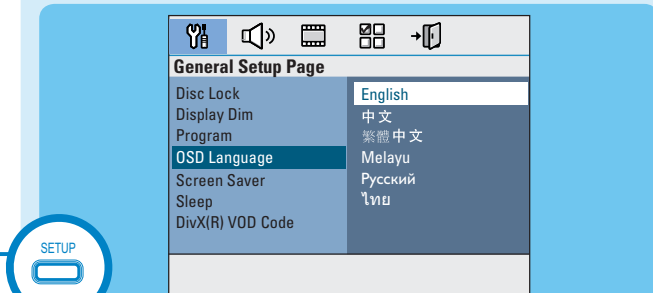 General Setup Page
Disc Lock
Display Dim
Program
OSD Language
Screen Saver
Sleep
DivX(R) VOD Code
English
中文
繁體中文
Melayu
Русский
ไทย
SETUP